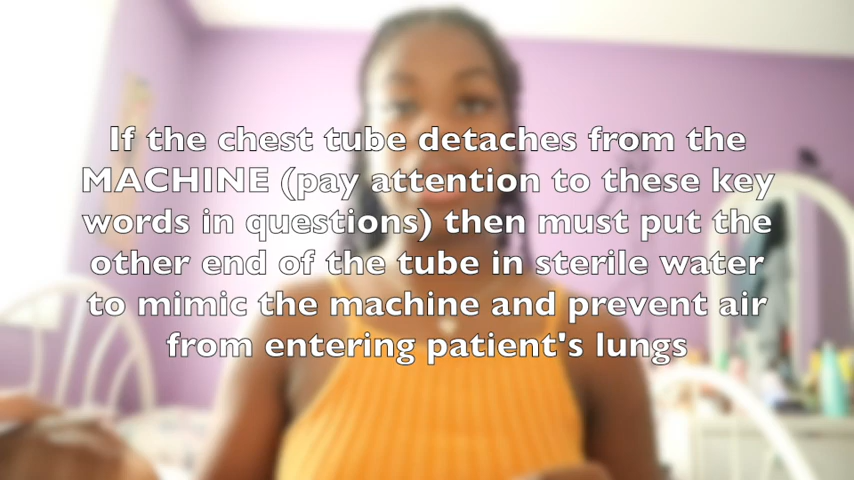 If the chest tube detaches from the
MACHINE (pay attention to these key
words in questions) then must put the
other end of the tube in sterile water
to mimic the machine and prevent air
from entering patient's lungs